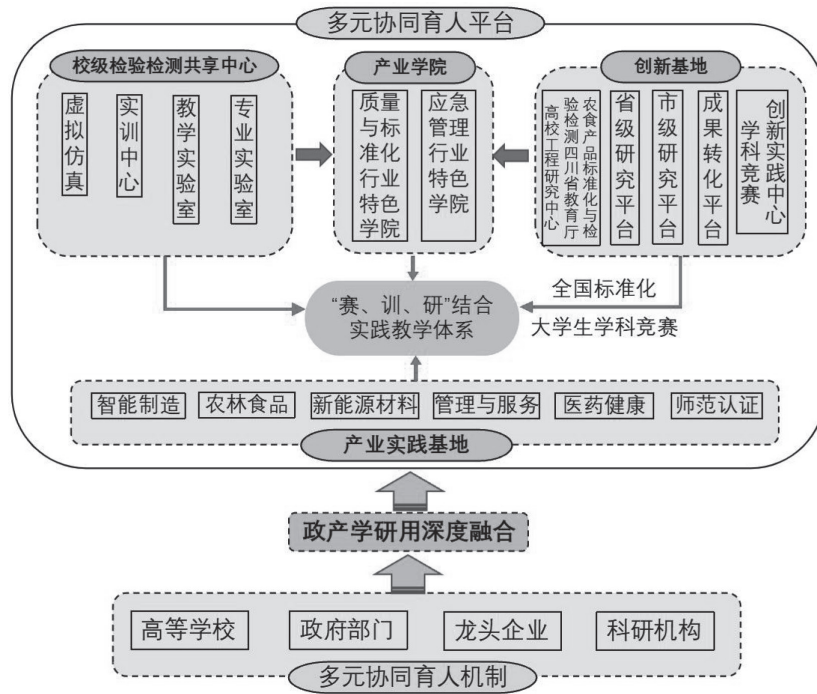 多元协同育人平台
校级检验检测共享中心
产业学院
创新基地
虚拟仿真
实训中心
教学实验室
专业实验室
质量与标准化行业特色学院
应急管理行业特色学院
农食产品标准化与检
验检测四川省教育厅
高校工程研究中心
省级研究平台
市级研究平台
成果转化平台
创新实践中心
学科竞赛
“赛、训、研”结合
实践教学体系
全国标准化
大学生学科竞赛
智能制造
农林食品
新能源材料
管理与服务
医药健康
师范认证
产业实践基地
政产学研用深度融合
高等学校
政府部门
龙头企业
科研机构
多元协同育人机制